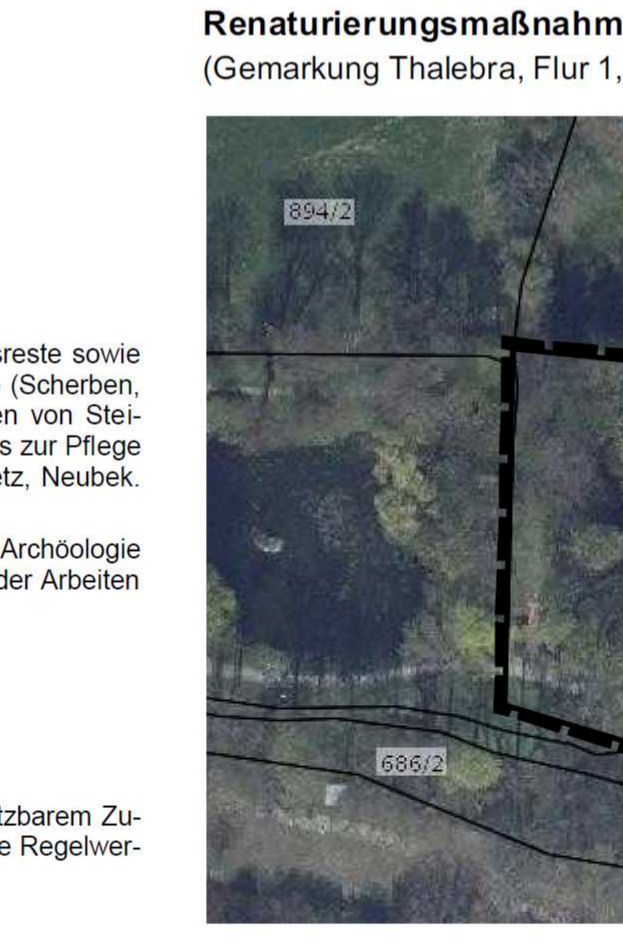 Renaturierungsmaßnahm
(Gemarkung Thalebra, Flur 1,
894/2
sreste sowie
(Scherben,
en von Stei-
s zur Pflege
etz, Neubek.
Archöologie
der Arbeiten
686/2
tzbarem Zu-
e Regelwer-